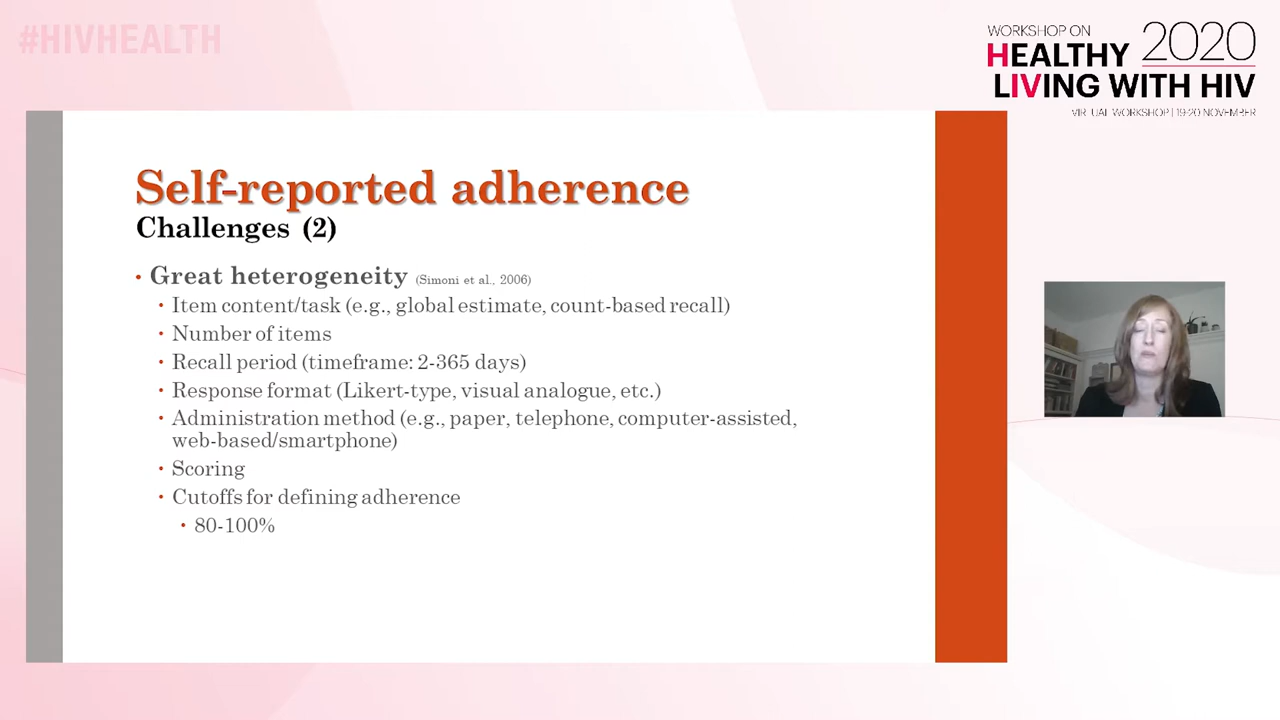 #HIVHEALTH
WORKSHOP ON
HEALTHY 2020
LIVING WITH HIV
VIRTUAL WORKSHOP | 19-20 NOVEMBER
Self-reported adherence
Challenges (2)
• Great heterogeneity (Simoni et al., 2006)
• Item content/task (e.g., global estimate, count-based recall)
• Number of items
• Recall period (timeframe: 2-365 days)
• Response format (Likert-type, visual analogue, etc.)
• Administration method (e.g., paper, telephone, computer-assisted,
web-based/smartphone)
• Scoring
• Cutoffs for defining adherence
• 80-100%